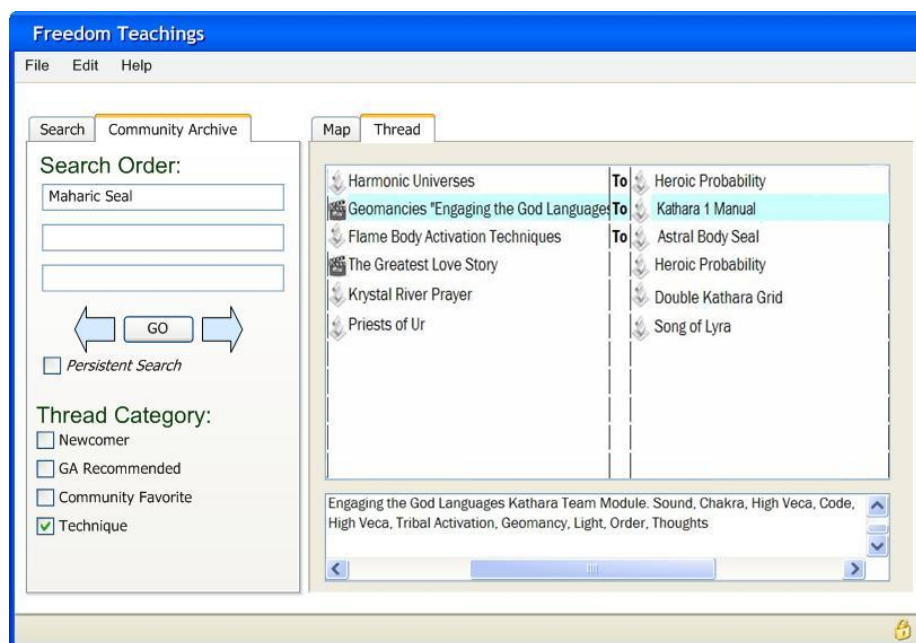 Freedom Teachings
File Edit Help
Search Community Archive
Search Order:
Maharic Seal
GO
Persistent Search
Thread Category:
Newcomer
GA Recommended
Community Favorite
Technique
Map Thread
Harmonic Universes To Heroic Probability
Geomancies "Engaging the God Languages To Kathara 1 Manual
Flame Body Activation Techniques To Astral Body Seal
The Greatest Love Story Heroic Probability
Krystal River Prayer Double Kathara Grid
Priests of Ur Song of Lyra
Engaging the God Languages Kathara Team Module. Sound, Chakra, High Veca, Code,
High Veca, Tribal Activation, Geomancy, Light, Order, Thoughts